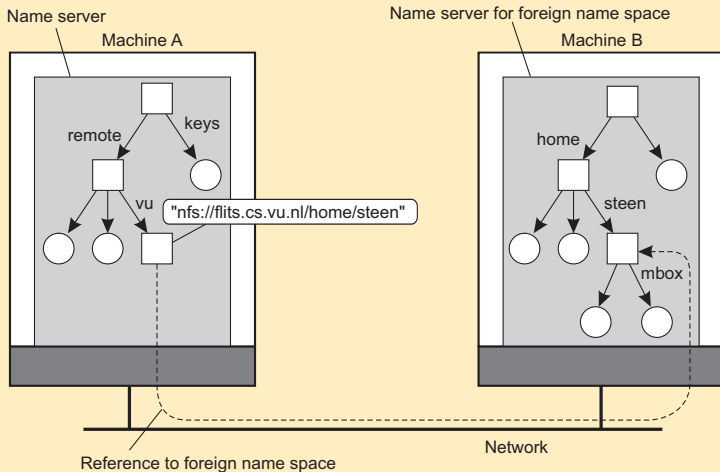 Name server
Machine A
remote
keys
vu
"nfs://flits.cs.vu.nl/home/steen"
Name server for foreign name space
Machine B
home
steen
mbox
Network
Reference to foreign name space